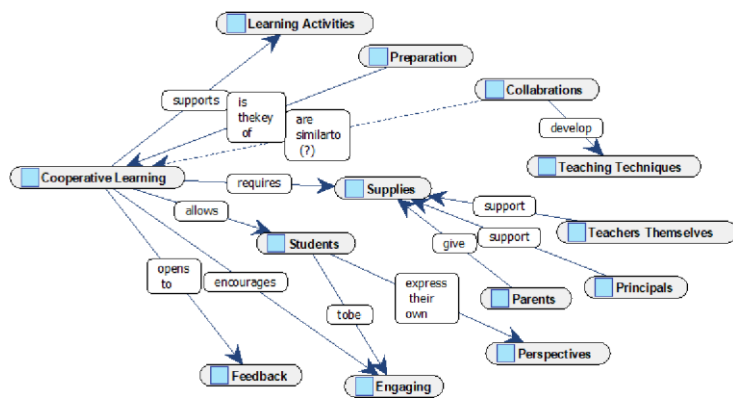 Learning Activities
Preparation
Collabrations
supports
is
thekey
of
are
similarto
(?)
develop
Teaching Techniques
Cooperative Learning
requires
Supplies
support
Teachers Themselves
allows
Students
give
support
Principals
opens
to
encourages
express
their
own
Parents
tobe
Perspectives
Feedback
Engaging